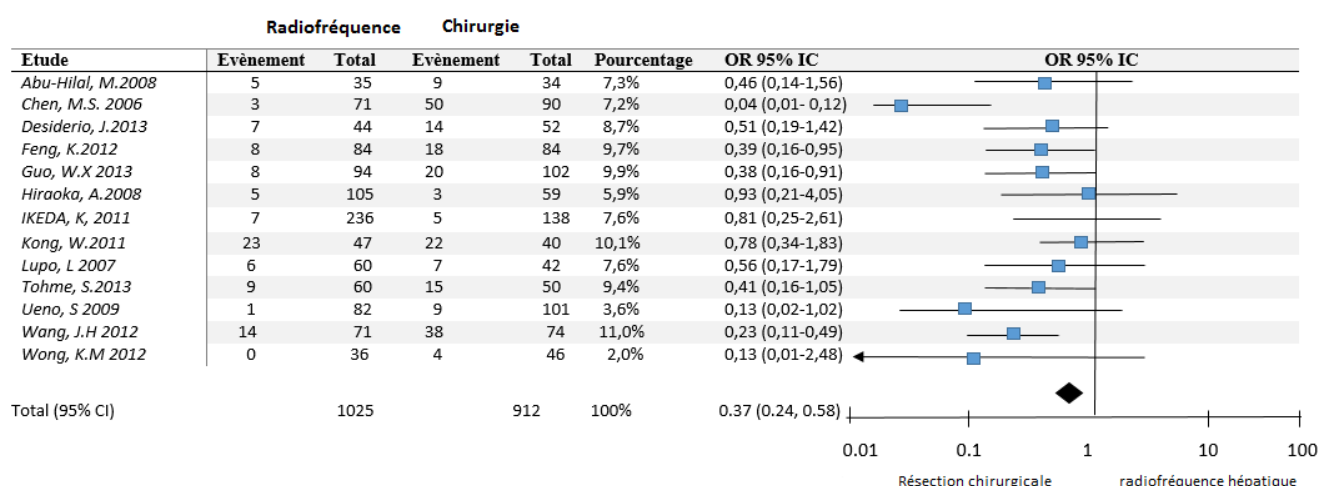 Radiofréquence Chirurgie
Etude Evènement Total Evènement Total Pourcentage OR 95% IC OR 95% IC
Abu-Hilal, M.2008 5 35 9 34 7,3% 0,46 (0,14-1,56)
Chen, M.S. 2006 3 71 50 90 7,2% 0,04 (0,01- 0,12)
Desiderio, J.2013 7 44 14 52 8,7% 0,51 (0,19-1,42)
Feng, K.2012 8 84 18 84 9,7% 0,39 (0,16-0,95)
Guo, W.X 2013 8 94 20 102 9,9% 0,38 (0,16-0,91)
Hiraoka, A.2008 5 105 3 59 5,9% 0,93 (0,21-4,05)
IKEDA, K, 2011 7 236 5 138 7,6% 0,81 (0,25-2,61)
Kong, W.2011 23 47 22 40 10,1% 0,78 (0,34-1,83)
Lupo, L 2007 6 60 7 42 7,6% 0,56 (0,17-1,79)
Tohme, S.2013 9 60 15 50 9,4% 0,41 (0,16-1,05)
Ueno, S 2009 1 82 9 101 3,6% 0,13 (0,02-1,02)
Wang, J.H 2012 14 71 38 74 11,0% 0,23 (0,11-0,49)
Wong, K.M 2012 0 36 4 46 2,0% 0,13 (0,01-2,48)
Total (95% CI) 1025 912 100% 0.37 (0.24, 0.58)
0.01 0.1 1 10 100
Résection chirurgicale radiofréquence hépatique